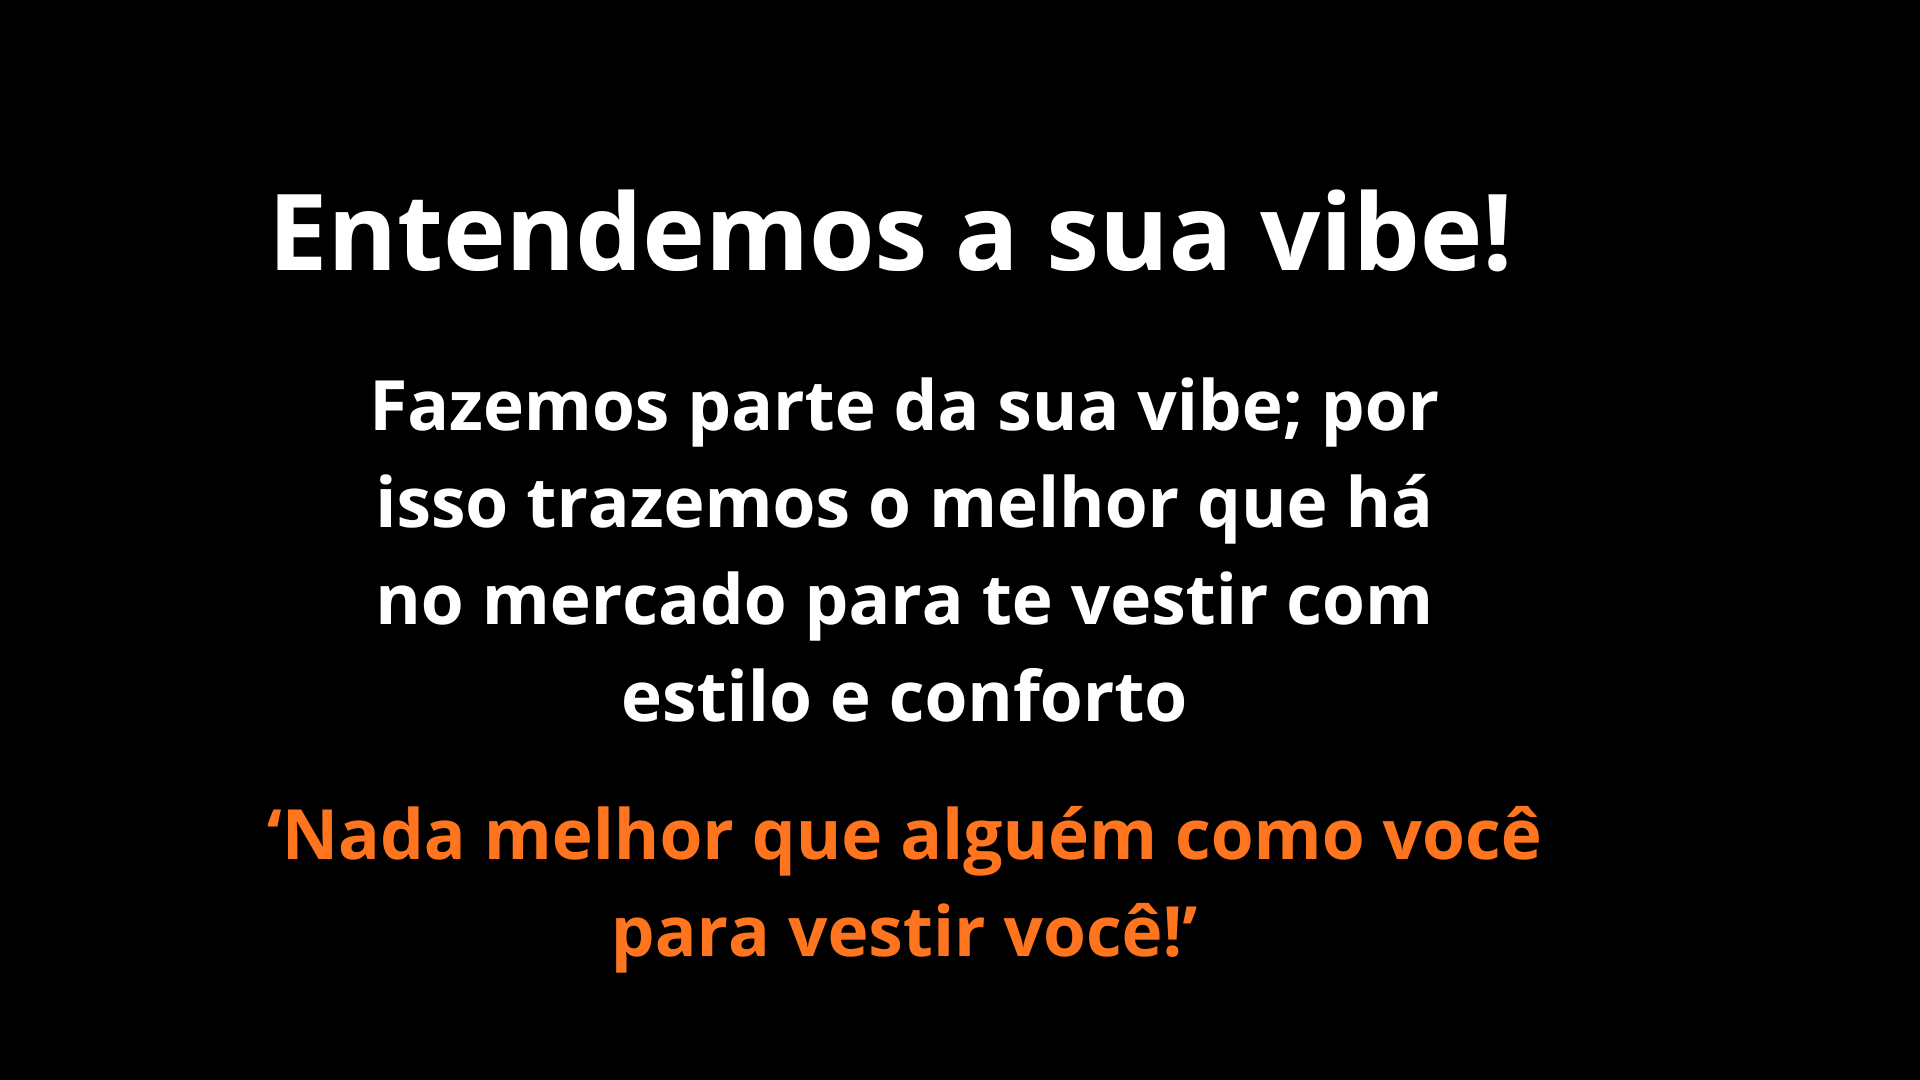 Entendemos a sua vibe!
Fazemos parte da sua vibe; por
isso trazemos o melhor que há
no mercado para te vestir com
estilo e conforto
‘Nada melhor que alguém como você
para vestir você!’